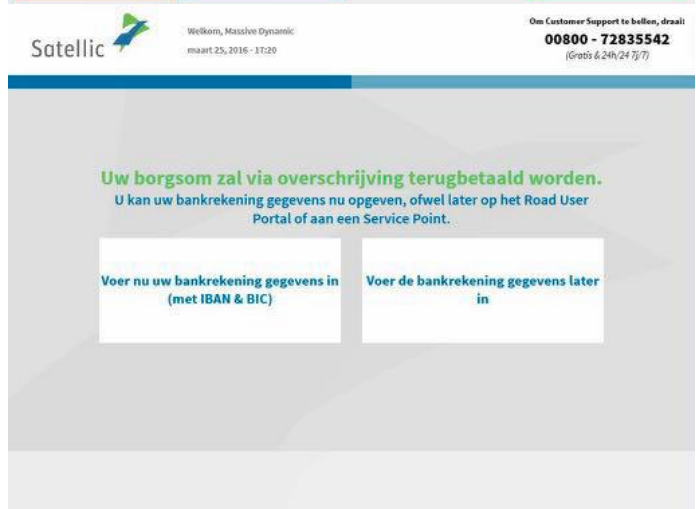 Satellic
Welkom, Massive Dynamic
maart 25, 2016 - 17:20
Om Customer Support te bellen, draai:
00800 - 72835542
(Gratis & 24h/24 7j/7)
Uw borgsom zal via overschrijving terugbetaald worden.
U kan uw bankrekening gegevens nu opgeven, ofwel later op het Road User
Portal of aan een Service Point.
Voer nu uw bankrekening gegevens in
(met IBAN & BIC)
Voer de bankrekening gegevens later
in